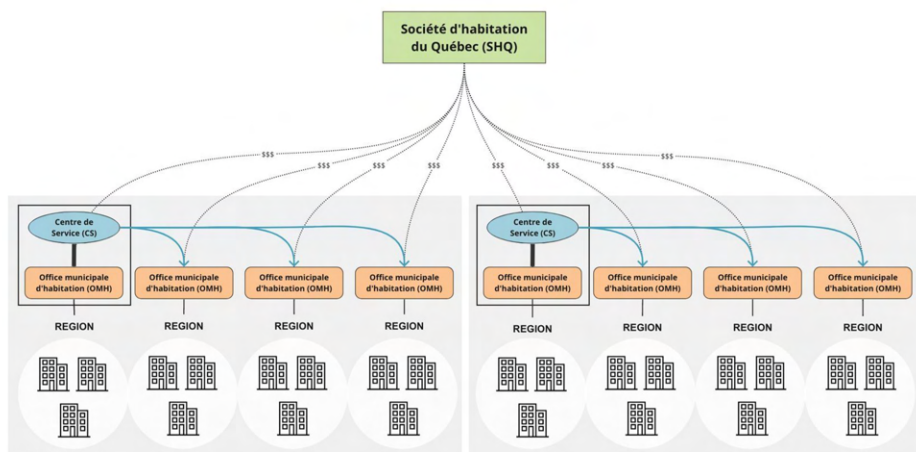 Société d'habitation
du Québec (SHQ)
$$$
$$$
$$$
$$$
$$$
$$$
$$$
$$$
Centre de
Service (CS)
Centre de
Service (CS)
Office municipale
d'habitation (OMH)
Office municipale
d'habitation (OMH)
Office municipale
d'habitation (OMH)
Office municipale
d'habitation (OMH)
Office municipale
d'habitation (OMH)
Office municipale
d'habitation (OMH)
Office municipale
d'habitation (OMH)
Office municipale
d'habitation (OMH)
REGION
REGION
REGION
REGION
REGION
REGION
REGION
REGION